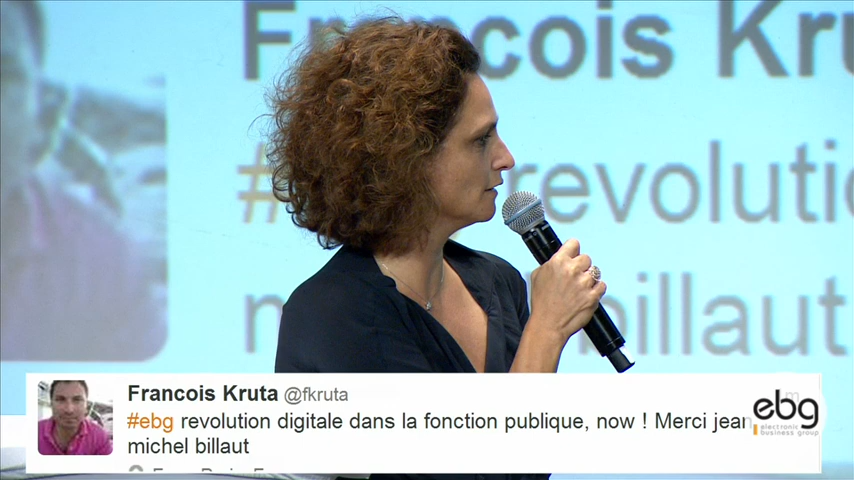 Francois Kru
# revoluti
billaut
Francois Kruta @fkruta
#ebg revolution digitale dans la fonction publique, now ! Merci jean
michel billaut
ebg
electronic
business group